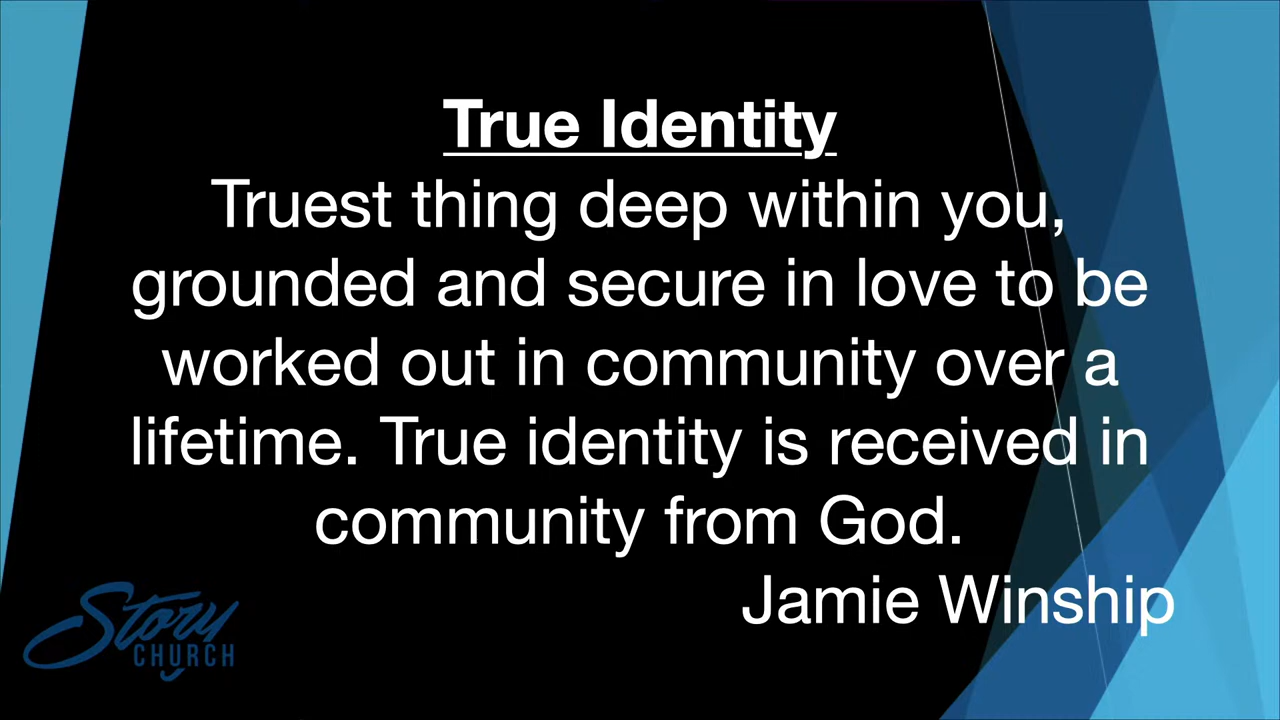 True Identity
Truest thing deep within you,
grounded and secure in love to be
worked out in community over a
lifetime. True identity is received in
community from God.
Jamie Winship
Story
CHURCH